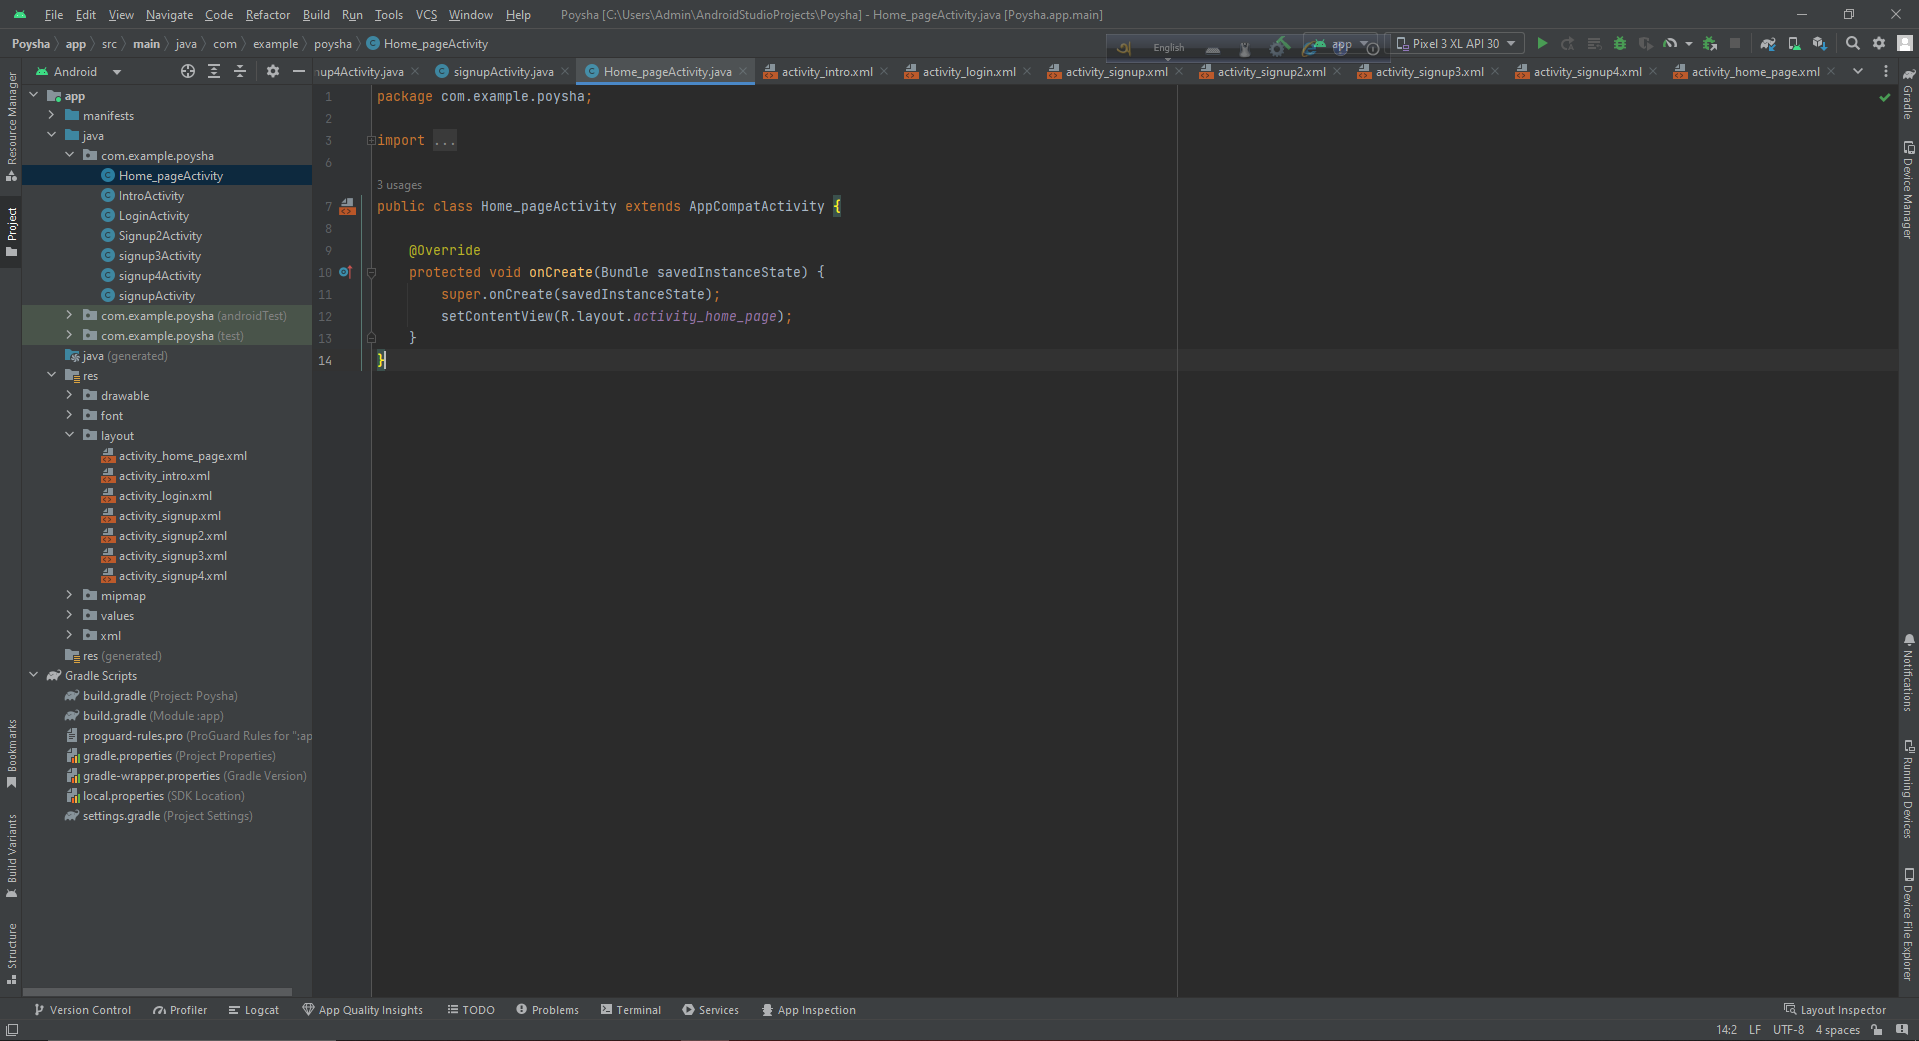 File Edit View Navigate Code Refactor Build Run Tools VCS Window Help Poysha [C:\Users\Admin\AndroidStudioProjects\Poysha] - Home_pageActivity.java [Poysha.app.main]
Poysha app src main java com example poysha Home_pageActivity English app Pixel 3 XL API 30
Android nup4Activity.java signupActivity.java Home_pageActivity.java activity_intro.xml activity_login.xml activity_signup.xml activity_signup2.xml activity_signup3.xml activity_signup4.xml activity_home_page.xml
Resource Manager
Project
Bookmarks
Build Variants
Structure
app
manifests
java
com.example.poysha
Home_pageActivity
IntroActivity
LoginActivity
Signup2Activity
signup3Activity
signup4Activity
signupActivity
com.example.poysha (androidTest)
com.example.poysha (test)
java (generated)
res
drawable
font
layout
activity_home_page.xml
activity_intro.xml
activity_login.xml
activity_signup.xml
activity_signup2.xml
activity_signup3.xml
activity_signup4.xml
mipmap
values
xml
res (generated)
Gradle Scripts
build.gradle (Project: Poysha)
build.gradle (Module :app)
proguard-rules.pro (ProGuard Rules for ":ap
gradle.properties (Project Properties)
gradle-wrapper.properties (Gradle Version)
local.properties (SDK Location)
settings.gradle (Project Settings)
1 package com.example.poysha;
2
3 import ...
6
3 usages
7 public class Home_pageActivity extends AppCompatActivity {
8
9 @Override
10 protected void onCreate(Bundle savedInstanceState) {
11 super.onCreate(savedInstanceState);
12 setContentView(R.layout.activity_home_page);
13 }
14 }
Gradle
Device Manager
Notifications
Running Devices
Device File Explorer
Version Control Profiler Logcat App Quality Insights TODO Problems Terminal Services App Inspection Layout Inspector
14:2 LF UTF-8 4 spaces